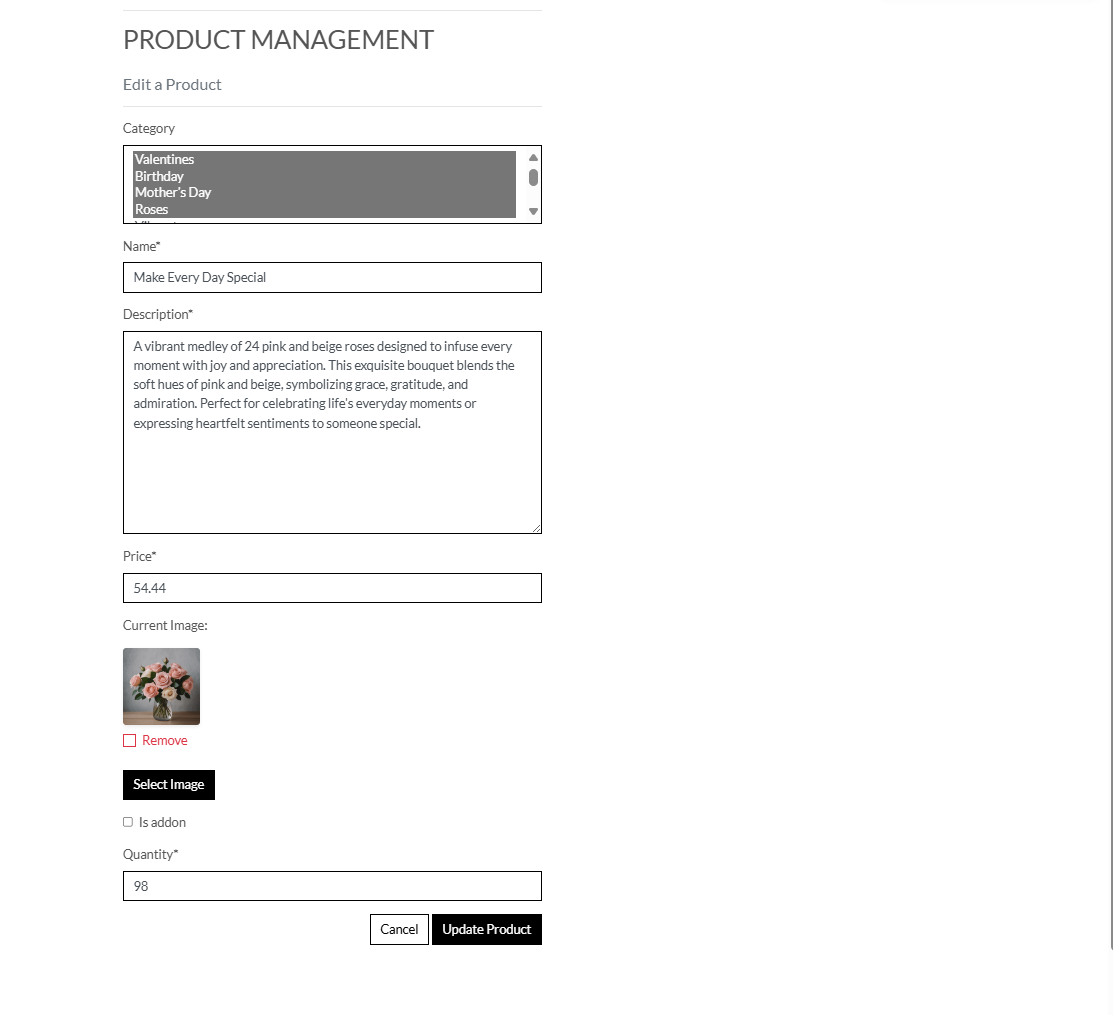 PRODUCT MANAGEMENT
Edit a Product
Category
Valentines
Birthday
Mother's Day
Roses
Name*
Make Every Day Special
Description*
A vibrant medley of 24 pink and beige roses designed to infuse every
moment with joy and appreciation. This exquisite bouquet blends the
soft hues of pink and beige, symbolizing grace, gratitude, and
admiration. Perfect for celebrating life's everyday moments or
expressing heartfelt sentiments to someone special.
Price*
54.44
Current Image:
Remove
Select Image
Is addon
Quantity*
98
Cancel Update Product